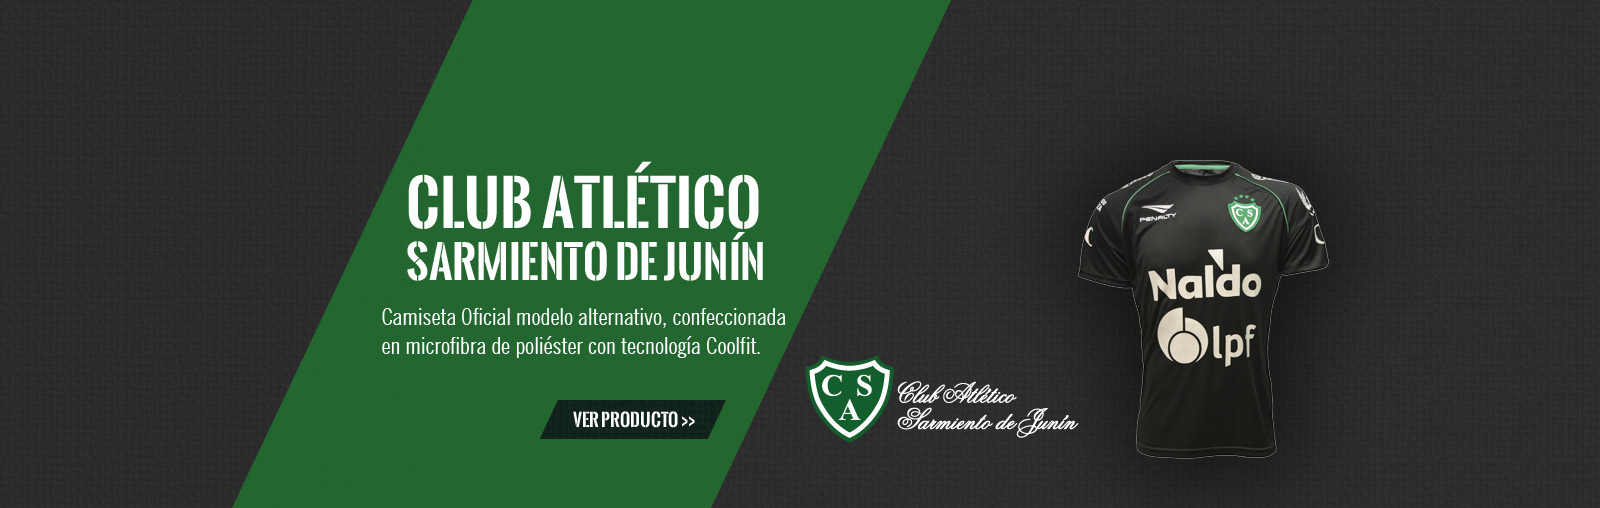 CLUB ATLÉTICO
SARMIENTO DE JUNÍN
Camiseta Oficial modelo alternativo, confeccionada
en microfibra de poliéster con tecnología Coolfit.
VER PRODUCTO >>
C S
A
Club Atlético
Sarmiento de Junín
PENALTY
C S
A
Naldo
lpf